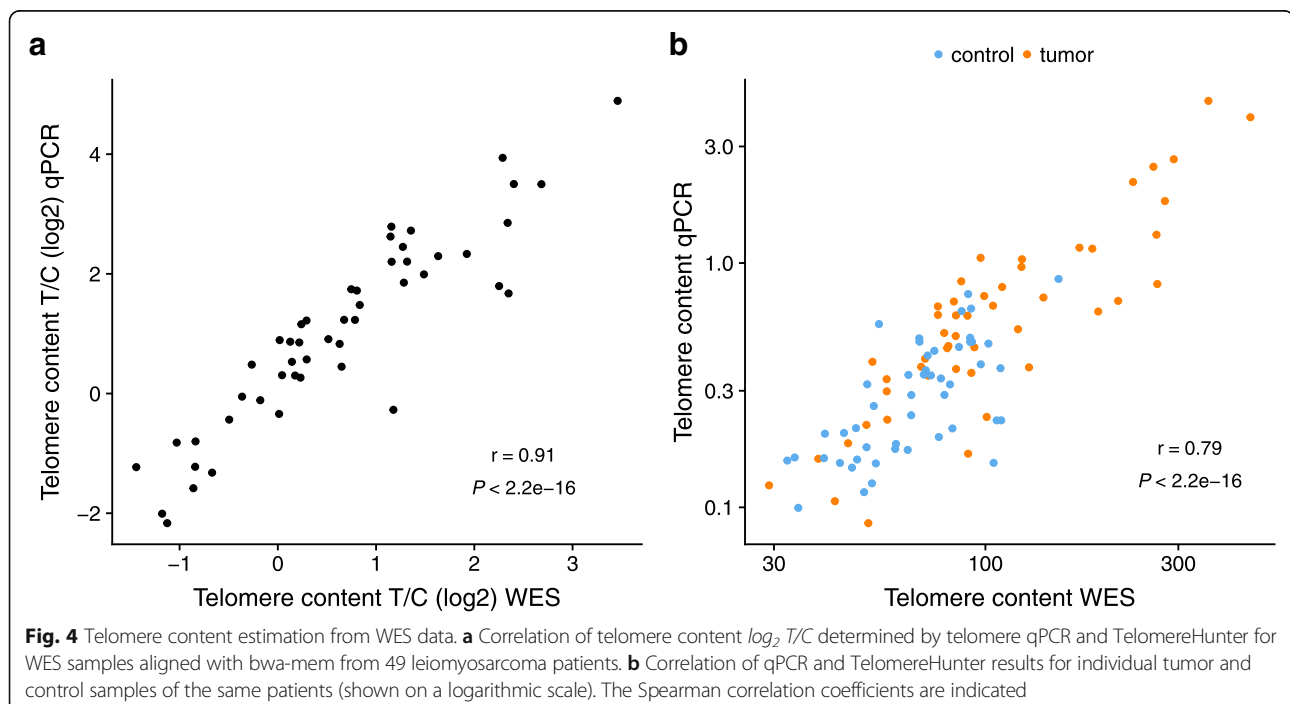 a
Telomere content T/C (log2) qPCR
4
2
0
−2
r = 0.91
P < 2.2e−16
−1
0
1
2
3
Telomere content T/C (log2) WES
b
control
tumor
Telomere content qPCR
3.0
1.0
0.3
0.1
r = 0.79
P < 2.2e−16
30
100
300
Telomere content WES
Fig. 4 Telomere content estimation from WES data. a Correlation of telomere content log2 T/C determined by telomere qPCR and TelomereHunter for
WES samples aligned with bwa-mem from 49 leiomyosarcoma patients. b Correlation of qPCR and TelomereHunter results for individual tumor and
control samples of the same patients (shown on a logarithmic scale). The Spearman correlation coefficients are indicated